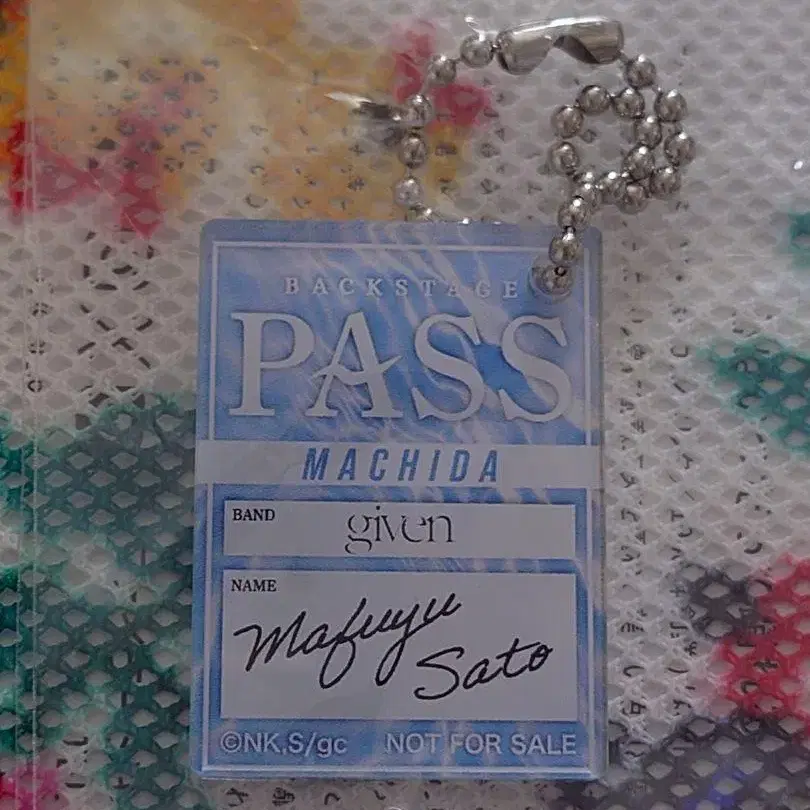 BACKSTAGE
PASS
MACHIDA
BAND
given
NAME
Mafuyu
Sato
©NK,S/gc NOT FOR SALE